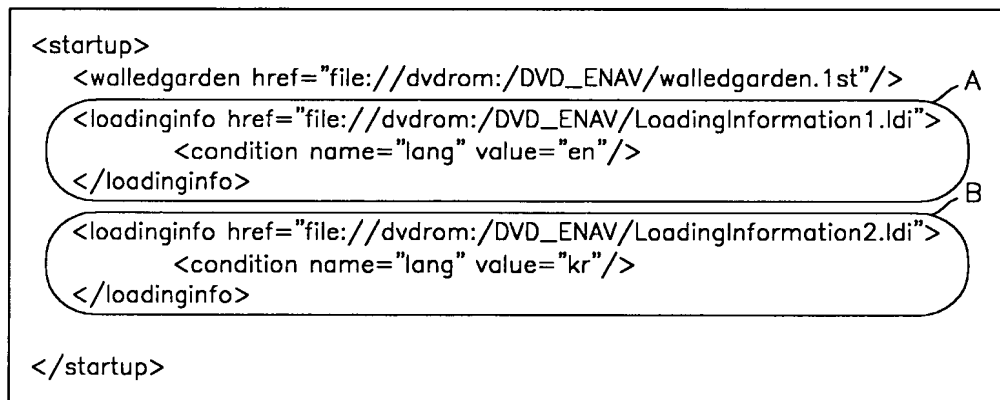 <startup>
<walledgarden href="file://dvdrom:/DVD_ENAV/walledgarden.1st"/>
A
<loadinginfo href="file://dvdrom:/DVD_ENAV/LoadingInformation1.ldi">
<condition name="lang" value="en"/>
</loadinginfo>
B
<loadinginfo href="file://dvdrom:/DVD_ENAV/LoadingInformation2.ldi">
<condition name="lang" value="kr"/>
</loadinginfo>
</startup>